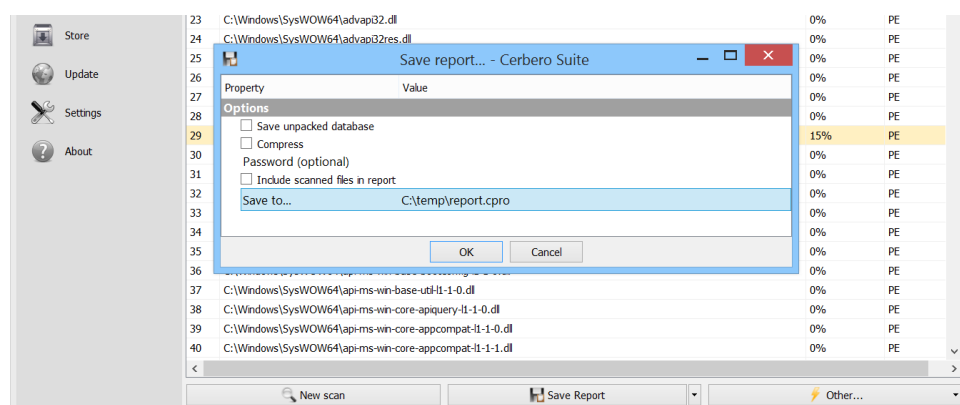 Store
Update
Settings
About
23 C:\Windows\SysWOW64\advapi32.dll 0% PE
24 C:\Windows\SysWOW64\advapi32res.dll 0% PE
25 0% PE
26 0% PE
27 0% PE
28 0% PE
29 15% PE
30 0% PE
31 0% PE
32 0% PE
33 0% PE
34 0% PE
35 0% PE
36 0% PE
37 C:\Windows\SysWOW64\api-ms-win-base-util-l1-1-0.dll 0% PE
38 C:\Windows\SysWOW64\api-ms-win-core-apiquery-l1-1-0.dll 0% PE
39 C:\Windows\SysWOW64\api-ms-win-core-appcompat-l1-1-0.dll 0% PE
40 C:\Windows\SysWOW64\api-ms-win-core-appcompat-l1-1-1.dll 0% PE
Save report... - Cerbero Suite
Property Value
Options
Save unpacked database
Compress
Password (optional)
Include scanned files in report
Save to... C:\temp\report.cpro
OK Cancel
New scan Save Report Other...